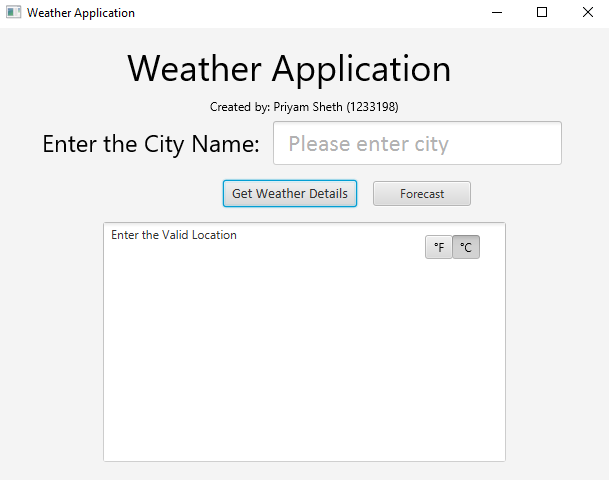 Weather Application
Weather Application
Created by: Priyam Sheth (1233198)
Enter the City Name: Please enter city
Get Weather Details Forecast
Enter the Valid Location
°F °C